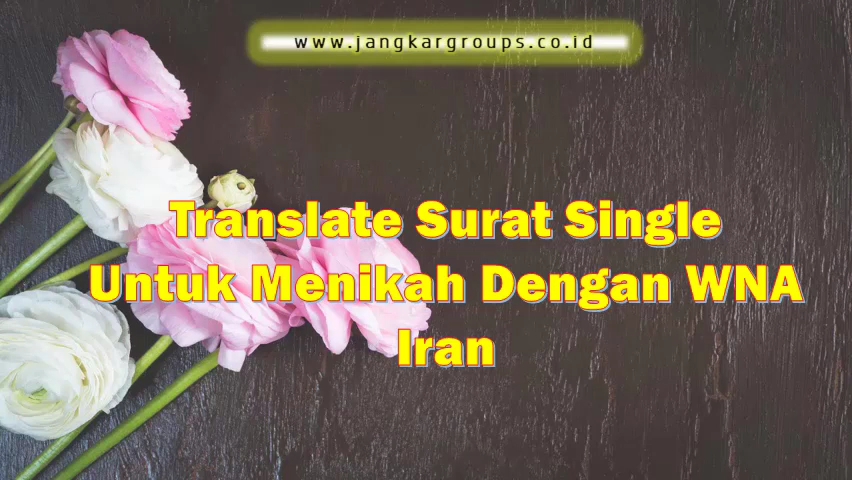 www.jangkargroups.co.id
Translate Surat Single
Untuk Menikah Dengan WNA
Iran